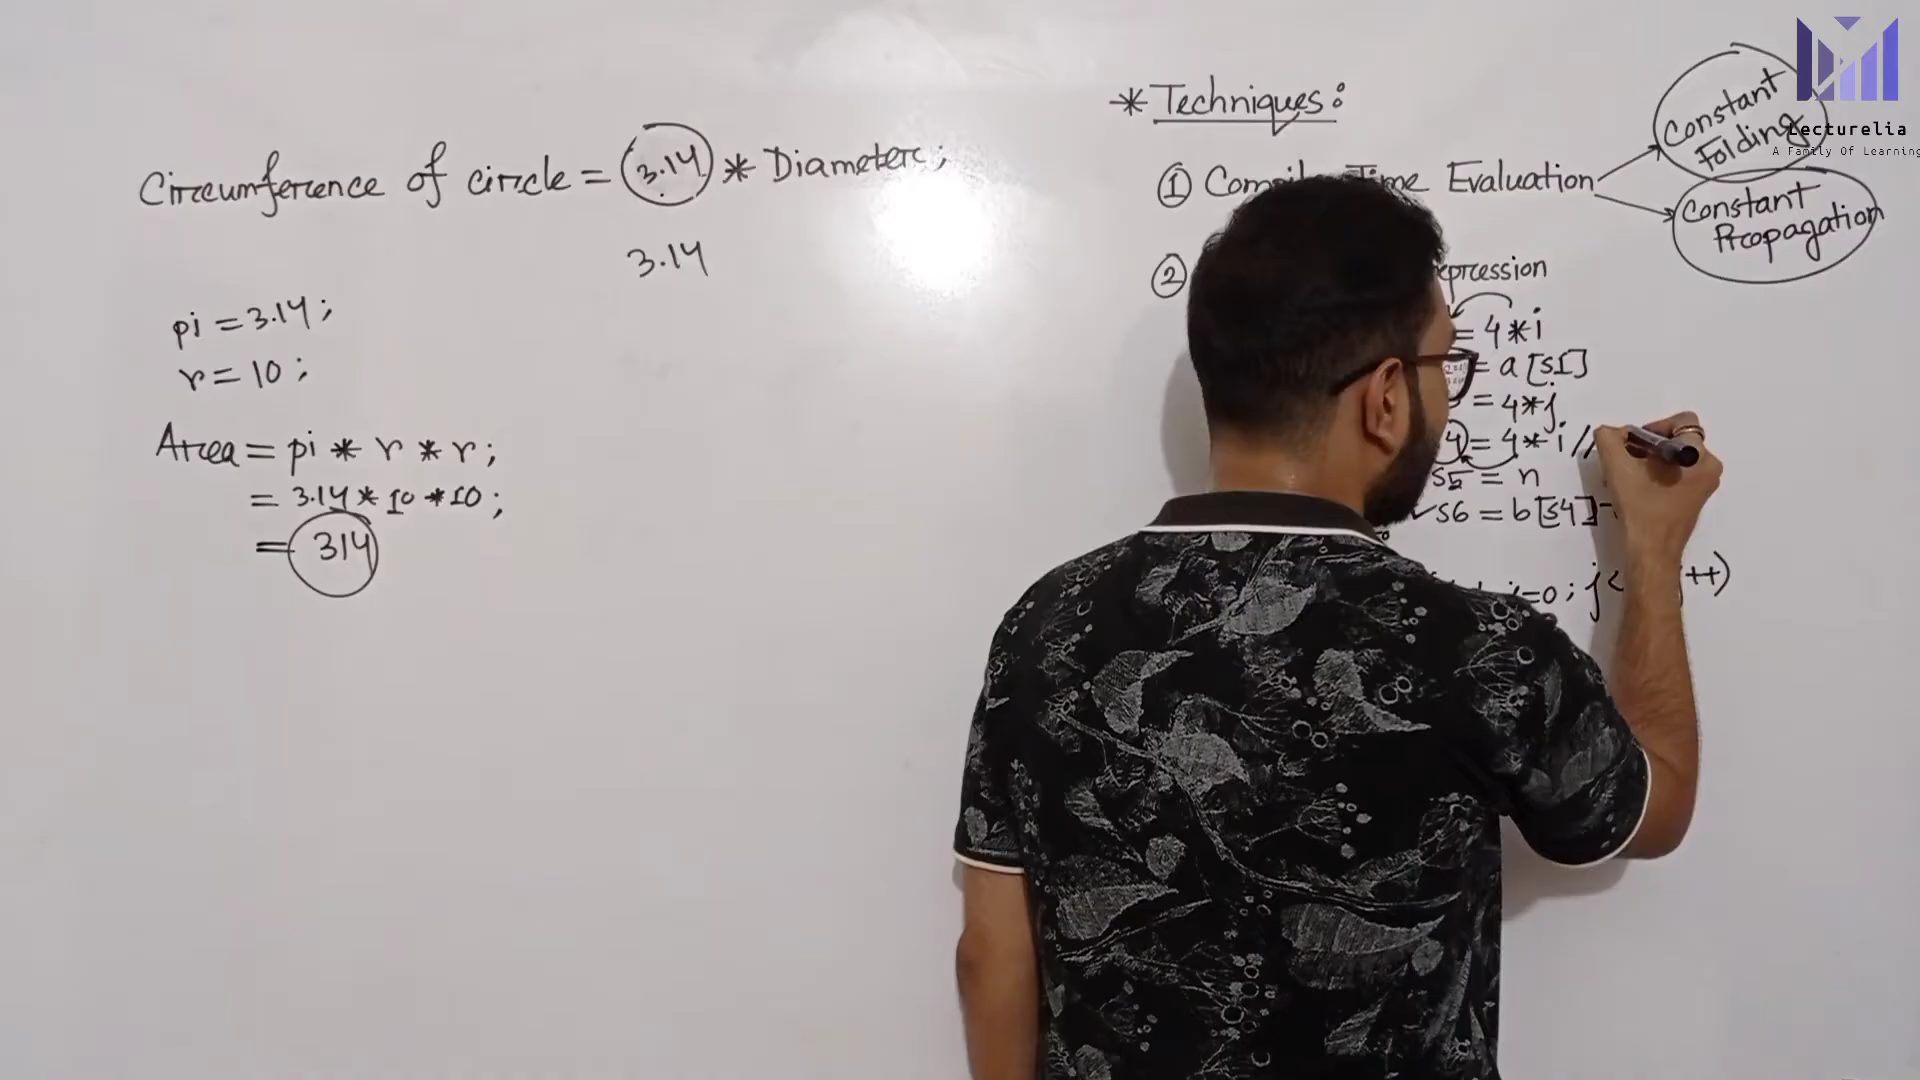 Circumference of circle = 3.14 * Diameter;
3.14
pi = 3.14;
r = 10;
Area = pi * r * r;
= 3.14 * 10 * 10;
= 314
* Techniques:
① Time Evaluation
Constant Folding
Constant Propagation
②
= 4 * i
= a [s1]
= 4 * j
4 = 4 * i //
s5 = n
s6 = b[s4]
=0; j<
++)
Lecturelia
A Family Of Learning